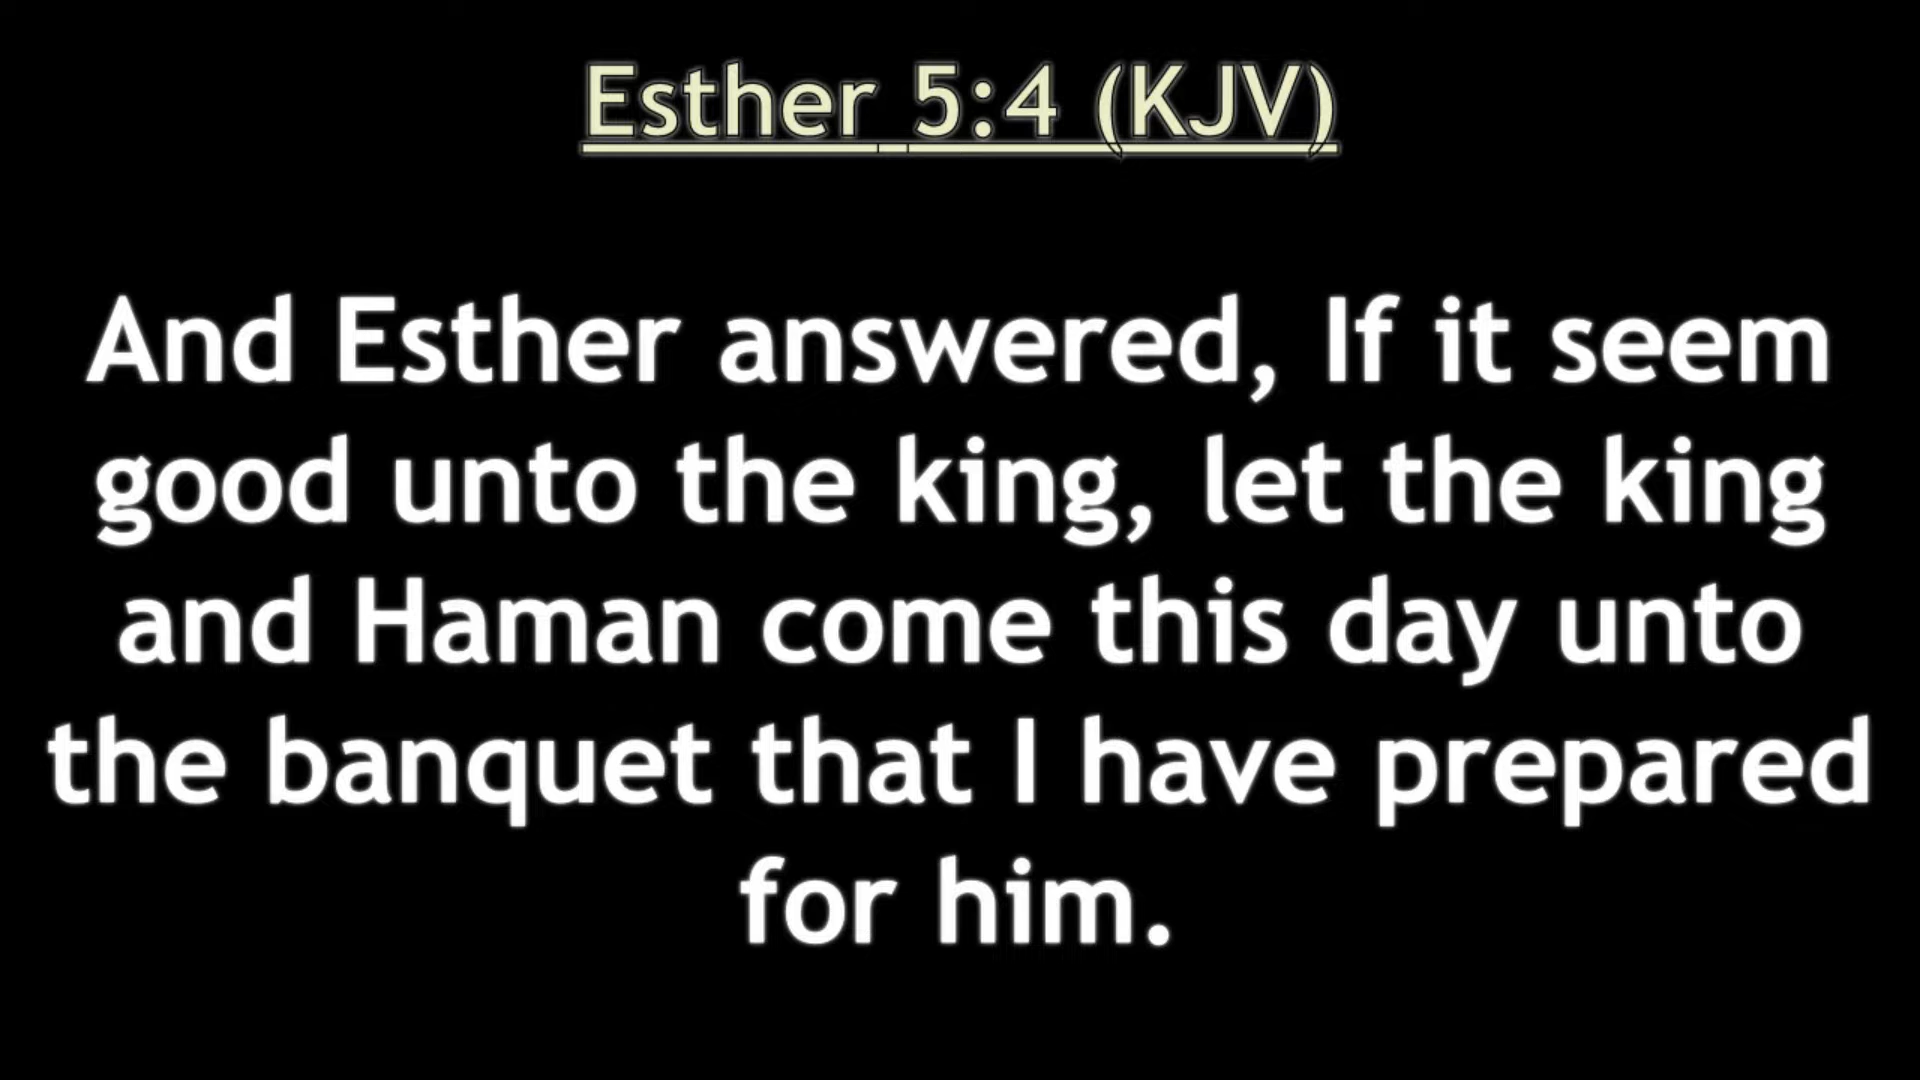 Esther 5:4 (KJV)
And Esther answered, If it seem
good unto the king, let the king
and Haman come this day unto
the banquet that I have prepared
for him.